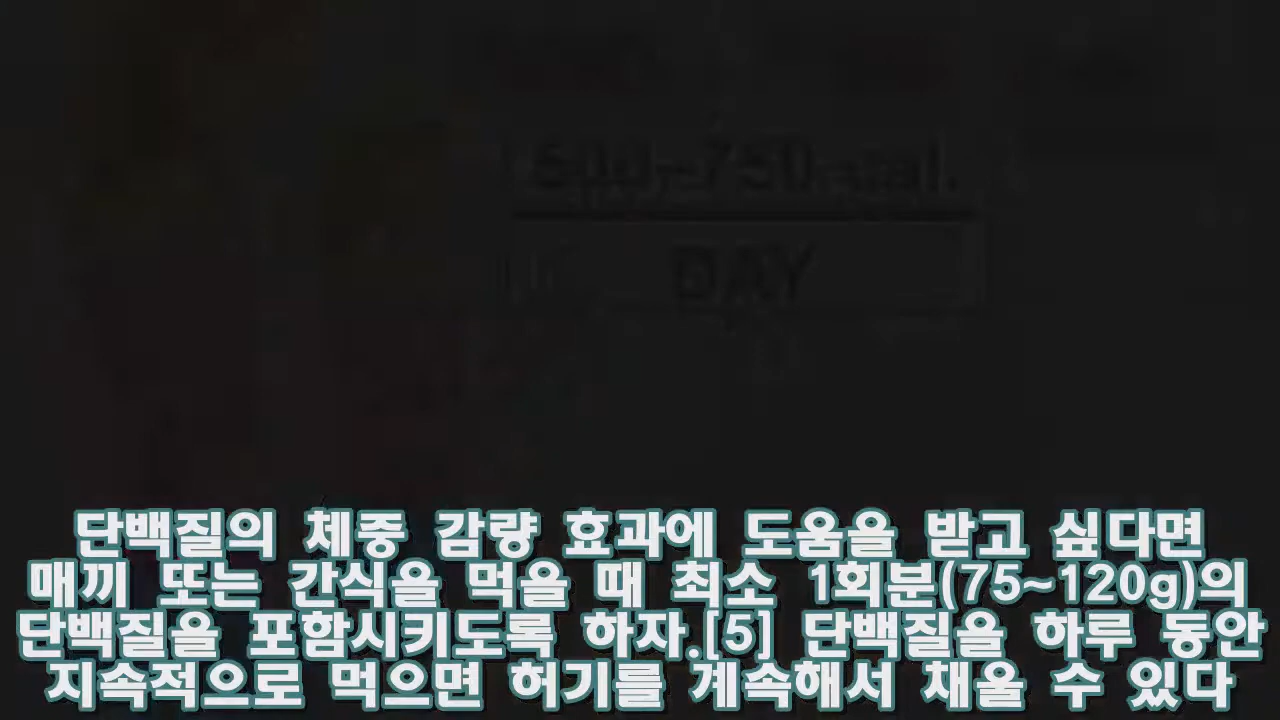 DAY
단백질의 체중 감량 효과에 도움을 받고 싶다면
매끼 또는 간식을 먹을 때 최소 1회분(75~120g)의
단백질을 포함시키도록 하자.[5] 단백질을 하루 동안
지속적으로 먹으면 허기를 계속해서 채울 수 있다